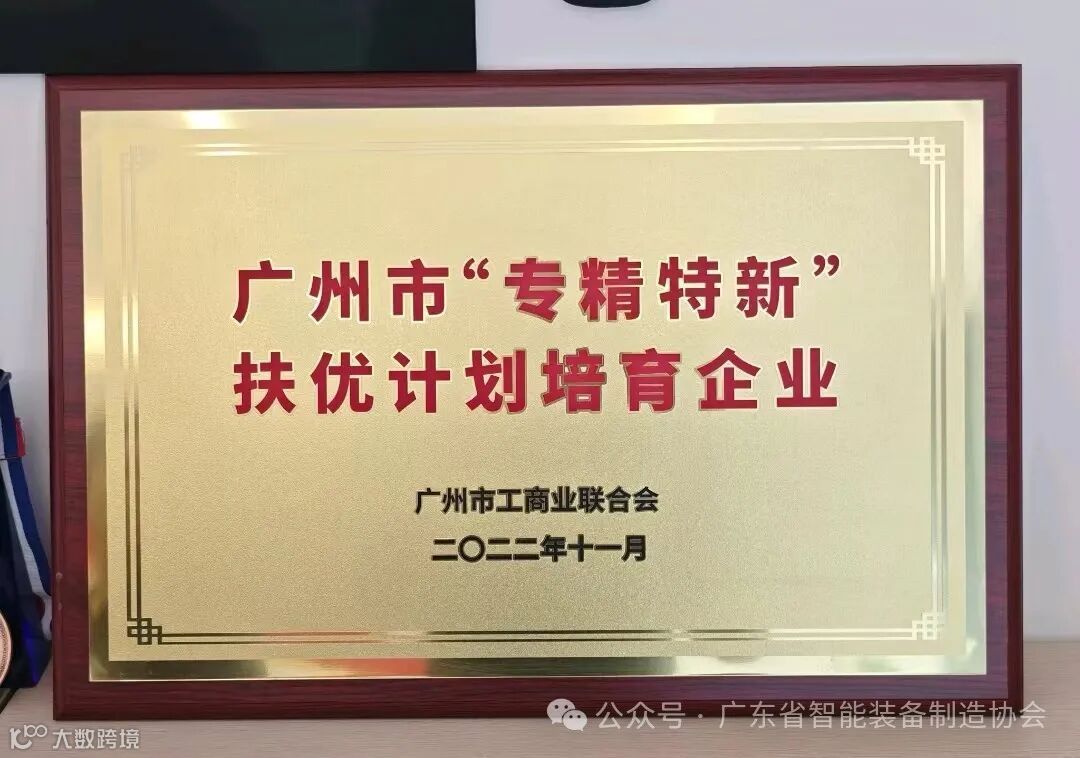 广州市“专精特新”
扶优计划培育企业
广州市工商业联合会
二〇二二年十一月
公众号·广东省智能装备制造协会
大数跨境